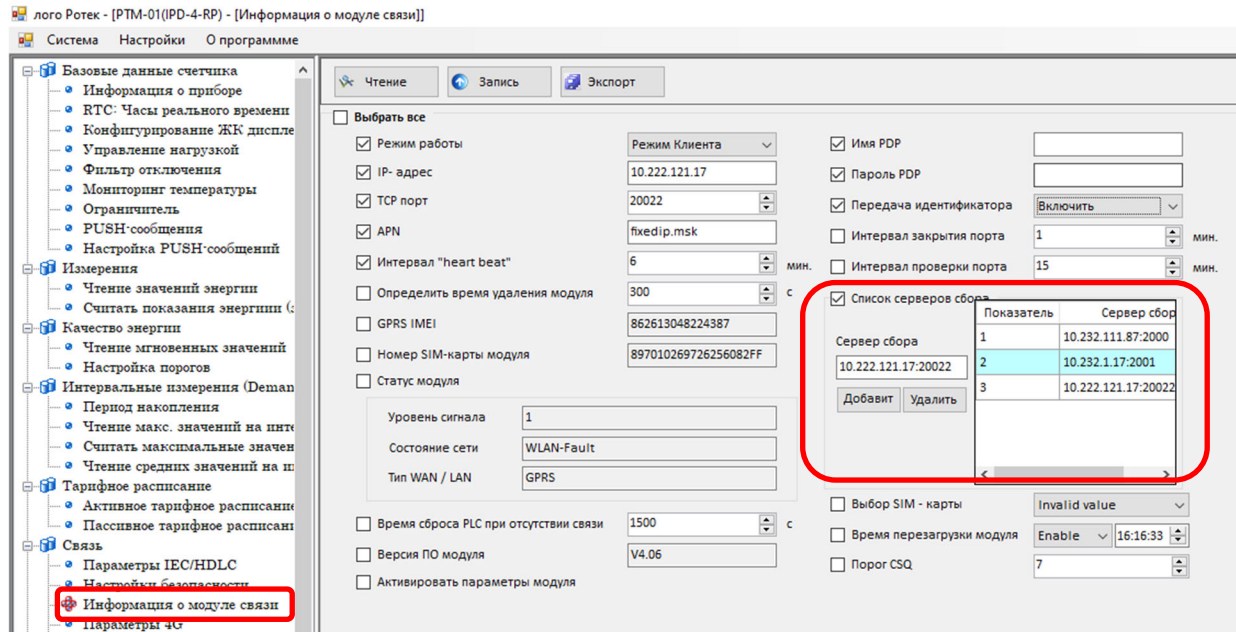 лого Ротек - [РТМ-01(IPD-4-RP) - [Информация о модуле связи]]
Система Настройки О программме
Базовые данные счетчика
Информация о приборе
RTC: Часы реального времени
Конфигурирование ЖК диспле
Управление нагрузкой
Фильтр отключения
Мониторинг температуры
Ограничитель
PUSH-сообщения
Настройка PUSH-сообщений
Измерения
Чтение значений энергии
Считать показания энергиии (з
Качество энергии
Чтение мгновенных значений
Настройка порогов
Интервальные измерения (Deman
Период накопления
Чтение макс. значений на инте
Считать максимальные значен
Чтение средних значений на и
Тарифное расписание
Активное тарифное расписание
Пассивное тарифное расписани
Связь
Параметры IEC/HDLC
Настройки безопасности
Информация о модуле связи
Параметры 4G
Чтение Запись Экспорт
Выбрать все
Режим работы Режим Клиента
IP- адрес 10.222.121.17
TCP порт 20022
APN fixedip.msk
Интервал "heart beat" 6 мин.
Определить время удаления модуля 300 с
GPRS IMEI 862613048224387
Номер SIM-карты модуля 897010269726256082FF
Статус модуля
Уровень сигнала 1
Состояние сети WLAN-Fault
Тип WAN / LAN GPRS
Время сброса PLC при отсутствии связи 1500 с
Версия ПО модуля V4.06
Активировать параметры модуля
Имя PDP
Пароль PDP
Передача идентификатора Включить
Интервал закрытия порта 1 мин.
Интервал проверки порта 15 мин.
Список серверов сбора
Сервер сбора
10.222.121.17:20022
Добавит Удалить
Показатель Сервер сбор
1 10.232.111.87:2000
2 10.232.1.17:2001
3 10.222.121.17:20022
Выбор SIM - карты Invalid value
Время перезагрузки модуля Enable 16:16:33
Порог CSQ 7